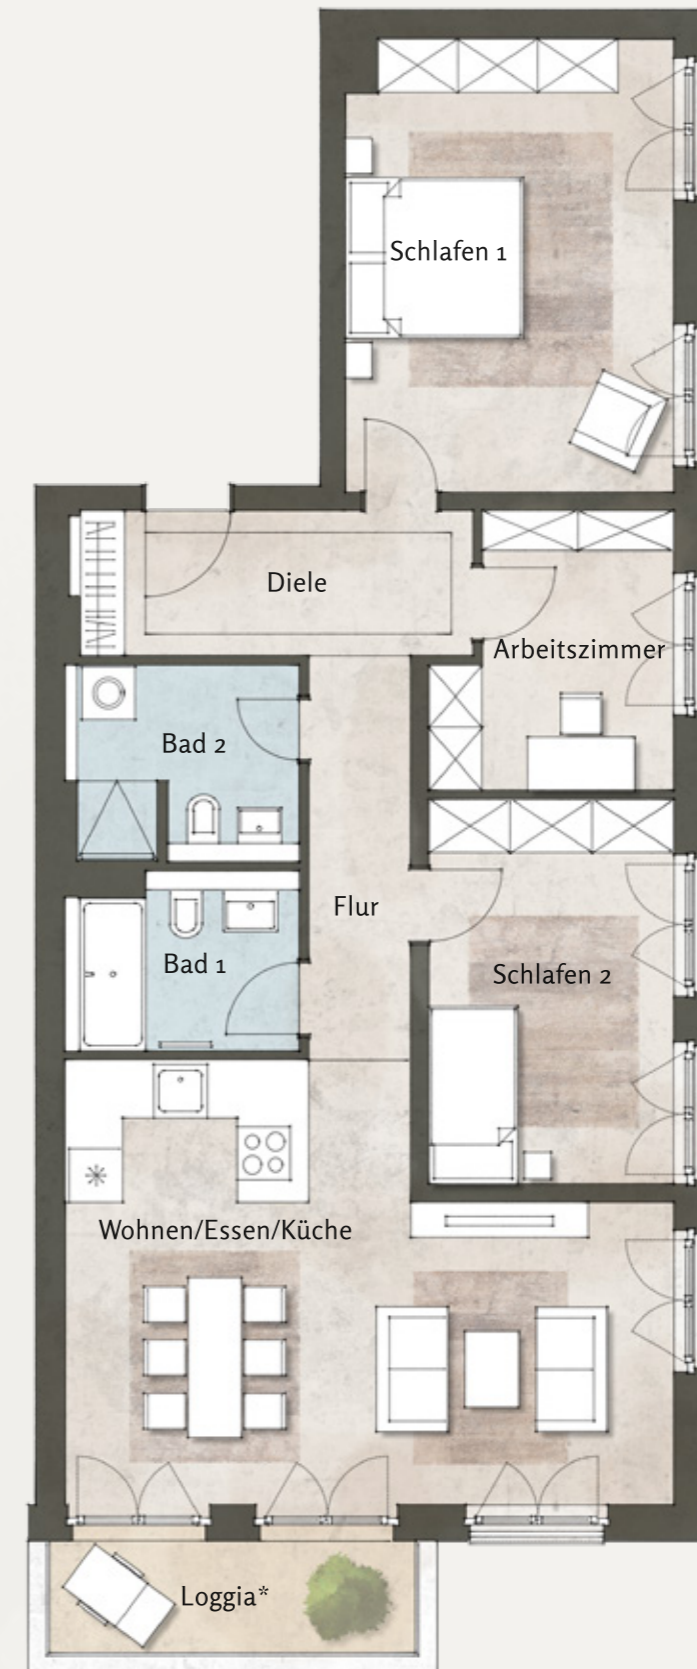 Schlafen 1
Diele
Arbeitszimmer
Bad 2
Flur
Bad 1
Schlafen 2
Wohnen/Essen/Küche
Loggia*